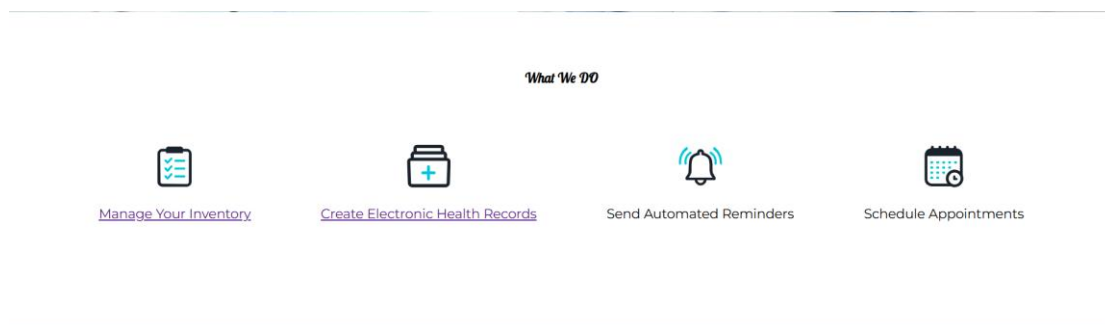 What We DO
Manage Your Inventory
Create Electronic Health Records
Send Automated Reminders
Schedule Appointments